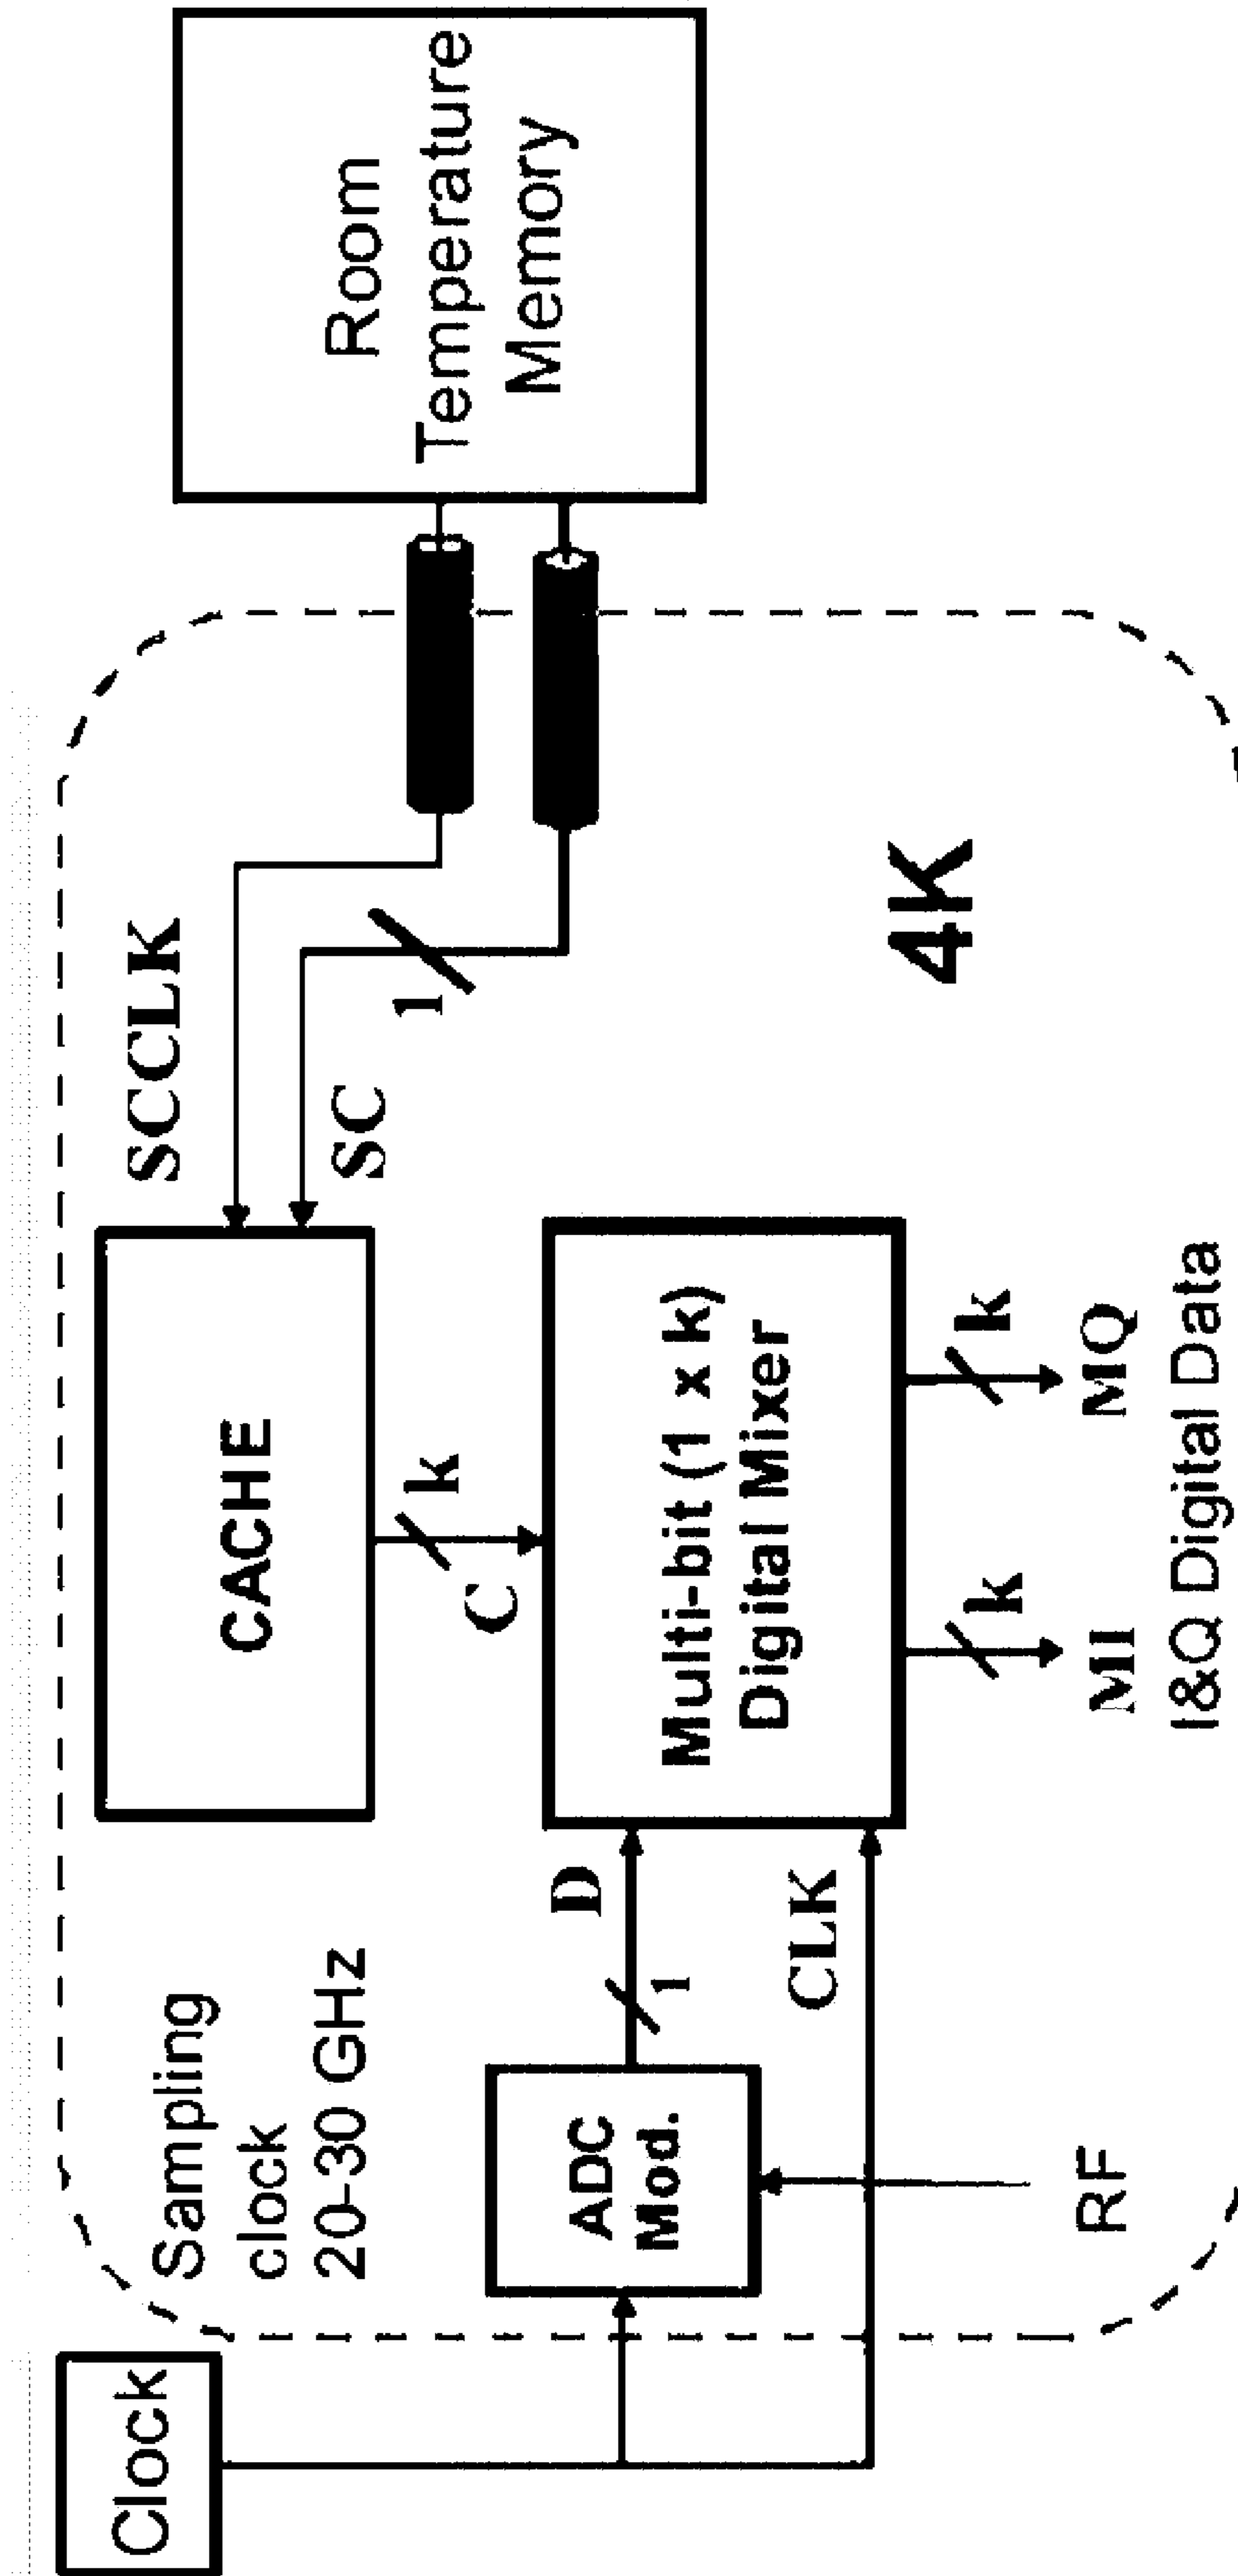 Clock
Sampling
clock
20-30 GHz
CACHE
SCCLK
SC
1
Room
Temperature
Memory
C
k
ADC
Mod.
D
1
CLK
Multi-bit (1 x k)
Digital Mixer
4K
RF
k
k
MI
MQ
I&Q Digital Data